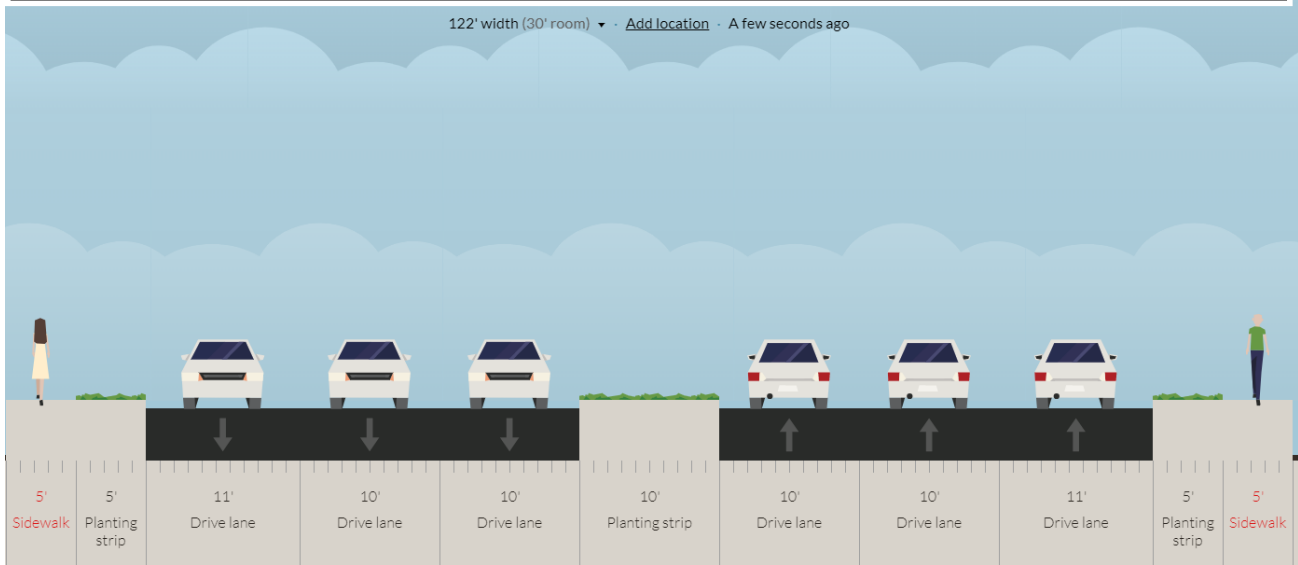 122' width (30' room) · Add location · A few seconds ago
5' 5' 11' 10' 10' 10' 10' 10' 11' 5' 5'
Sidewalk Planting strip Drive lane Drive lane Drive lane Planting strip Drive lane Drive lane Drive lane Planting strip Sidewalk